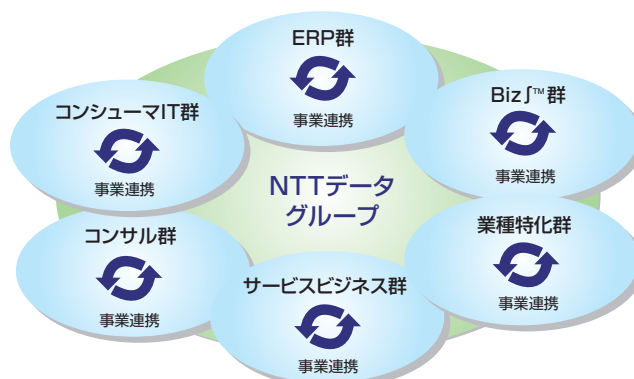 ERP群
事業連携
コンシューマIT群
事業連携
Biz∫™群
事業連携
NTTデータ
グループ
コンサル群
事業連携
業種特化群
事業連携
サービスビジネス群
事業連携